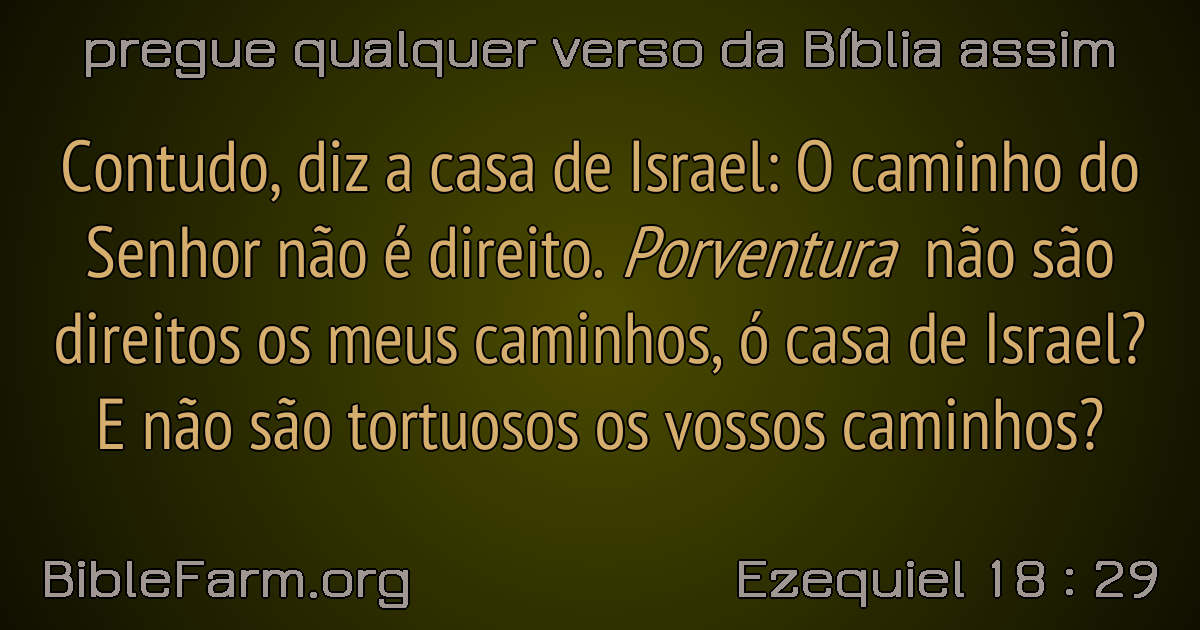 pregue qualquer verso da Bíblia assim
Contudo, diz a casa de Israel: O caminho do
Senhor não é direito. Porventura não são
direitos os meus caminhos, ó casa de Israel?
E não são tortuosos os vossos caminhos?
BibleFarm.org
Ezequiel 18 : 29